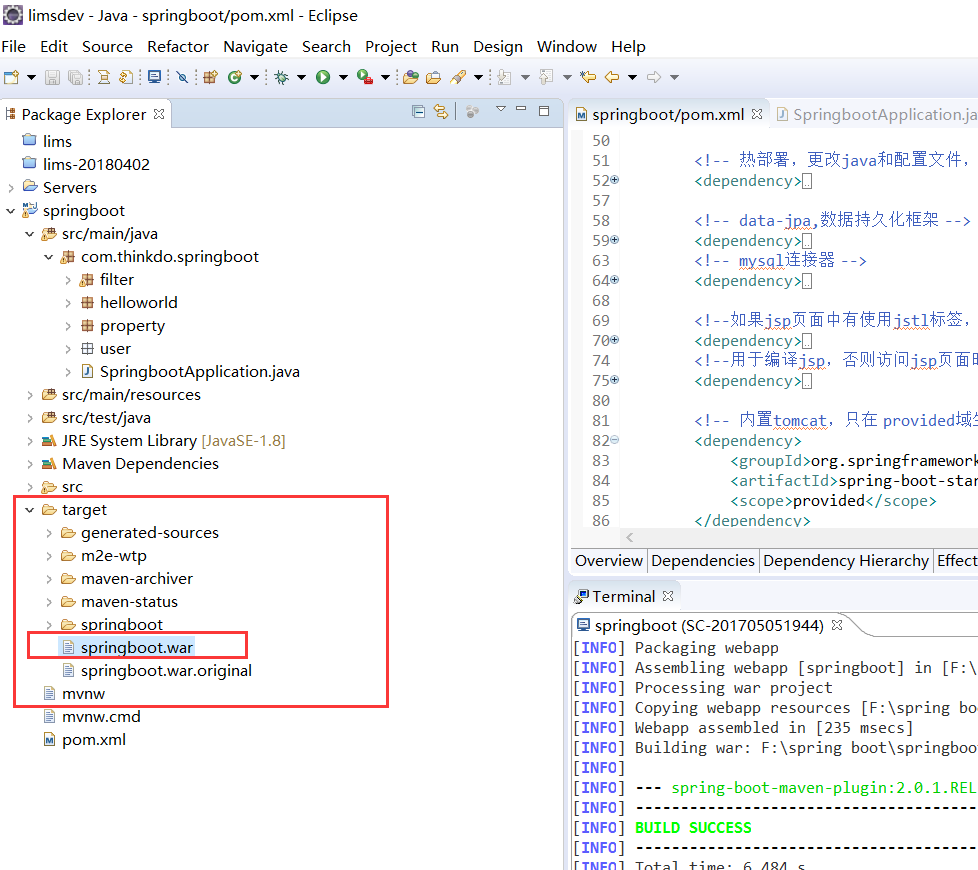 limsdev - Java - springboot/pom.xml - Eclipse
File Edit Source Refactor Navigate Search Project Run Design Window Help
Package Explorer
lims
lims-20180402
Servers
springboot
src/main/java
com.thinkdo.springboot
filter
helloworld
property
user
SpringbootApplication.java
src/main/resources
src/test/java
JRE System Library [JavaSE-1.8]
Maven Dependencies
src
target
generated-sources
m2e-wtp
maven-archiver
maven-status
springboot
springboot.war
springboot.war.original
mvnw
mvnw.cmd
pom.xml
springboot/pom.xml SpringbootApplication.ja
50
51 <!-- 热部署，更改java和配置文件，
52 <dependency>
57
58 <!-- data-jpa,数据持久化框架 -->
59 <dependency>
63 <!-- mysql连接器 -->
64 <dependency>
68
69 <!--如果jsp页面中有使用jstl标签，
70 <dependency>
74 <!--用于编译jsp，否则访问jsp页面时
75 <dependency>
80
81 <!-- 内置tomcat，只在 provided域生
82 <dependency>
83 <groupId>org.springframework
84 <artifactId>spring-boot-star
85 <scope>provided</scope>
86 </dependency>
Overview Dependencies Dependency Hierarchy Effect
Terminal
springboot (SC-201705051944)
[INFO] Packaging webapp
[INFO] Assembling webapp [springboot] in [F:\
[INFO] Processing war project
[INFO] Copying webapp resources [F:\spring bo
[INFO] Webapp assembled in [235 msecs]
[INFO] Building war: F:\spring boot\springboo
[INFO]
[INFO] --- spring-boot-maven-plugin:2.0.1.REL
[INFO] --------------------------------------
[INFO] BUILD SUCCESS
[INFO] --------------------------------------
[INFO] Total time: 6.484 s